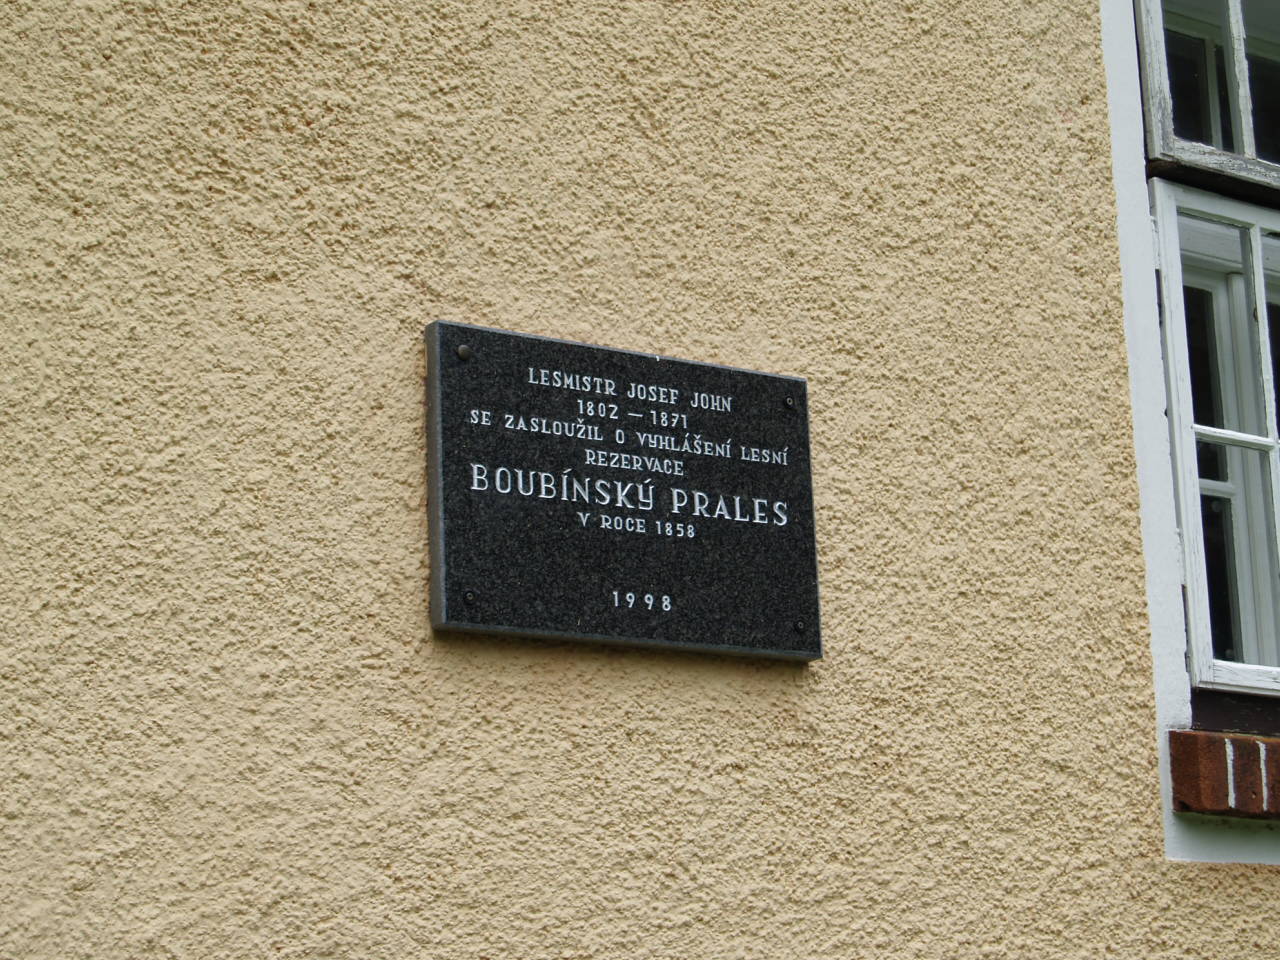 LESMISTR JOSEF JOHN
1802 – 1871
SE ZASLOUŽIL O VYHLÁŠENÍ LESNÍ
REZERVACE
BOUBÍNSKÝ PRALES
V ROCE 1858
1998